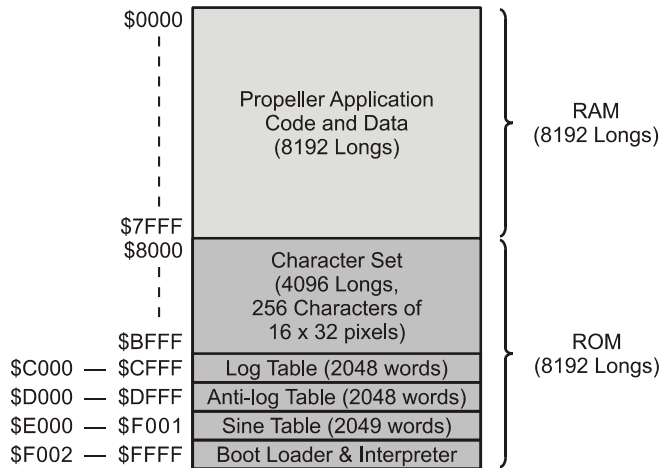 $0000
Propeller Application
Code and Data
(8192 Longs)
RAM
(8192 Longs)
$7FFF
$8000
Character Set
(4096 Longs,
256 Characters of
16 x 32 pixels)
$BFFF
ROM
(8192 Longs)
$C000 — $CFFF Log Table (2048 words)
$D000 — $DFFF Anti-log Table (2048 words)
$E000 — $F001 Sine Table (2049 words)
$F002 — $FFFF Boot Loader & Interpreter